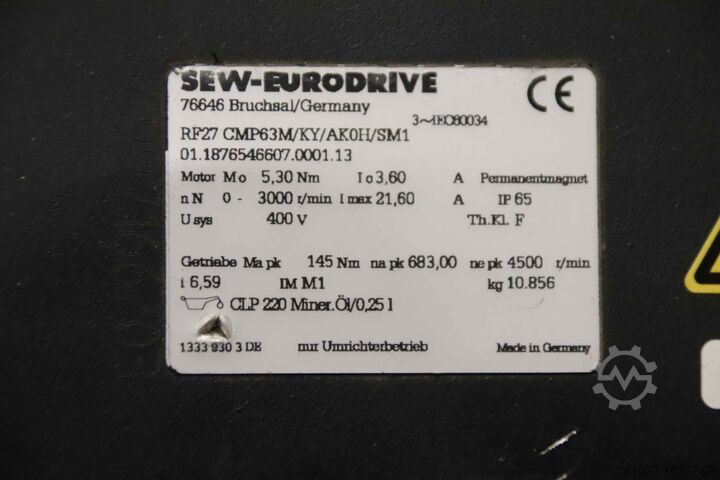 SEW-EURODRIVE
76646 Bruchsal/Germany
3~IEC60034
RF27 CMP63M/KY/AK0H/SM1
01.1876546607.0001.13
Motor Mo 5,30 Nm Io 3,60 A Permanentmagnet
nN 0 - 3000 r/min Imax 21,60 A IP 65
Usys 400 V Th.Kl. F
Getriebe Ma pk 145 Nm na pk 683,00 ne pk 4500 r/min
i 6,59 IM M1 kg 10.856
CLP 220 Miner.Öl/0,25 l
1333 930 3 DE nur Umrichterbetrieb Made in Germany